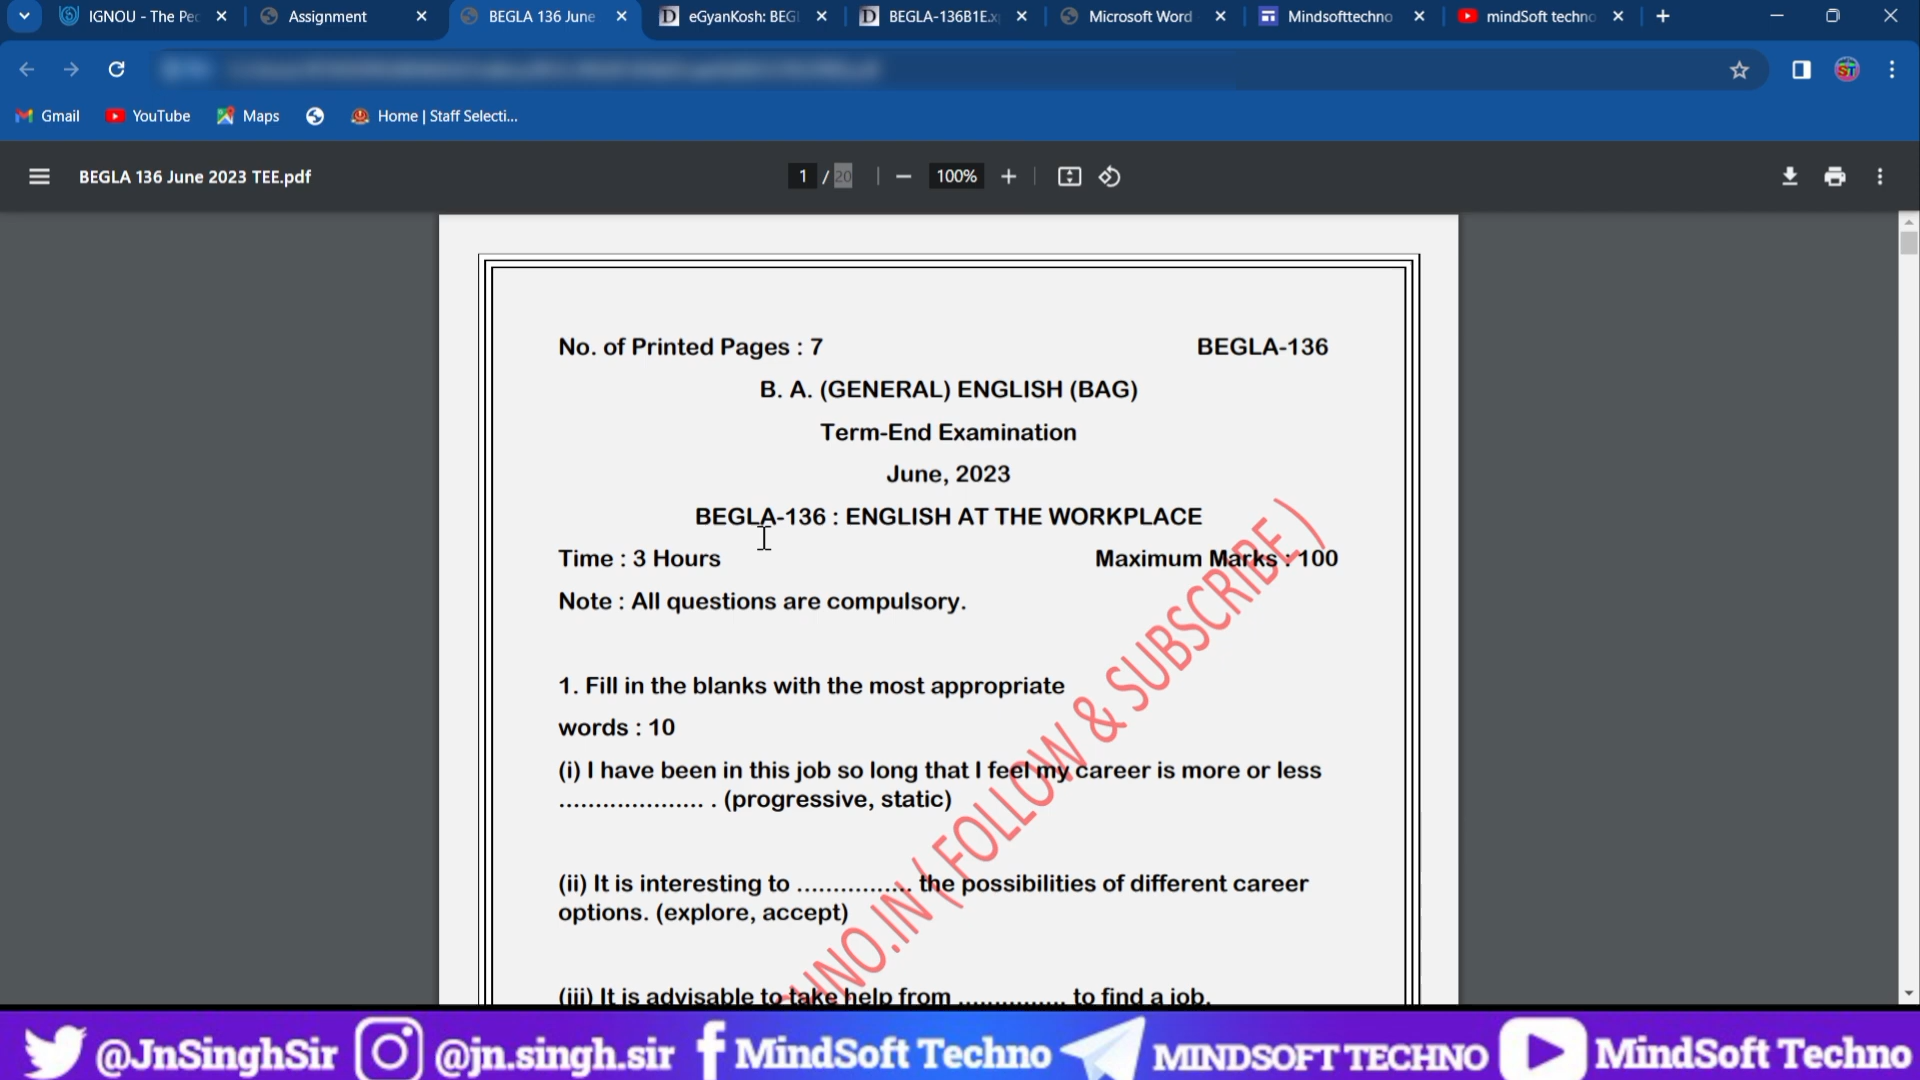 IGNOU - The Pec
Assignment
BEGLA 136 June
eGyanKosh: BEGL
BEGLA-136B1E.xp
Microsoft Word
Mindsofttechno
mindSoft techno
Gmail
YouTube
Maps
Home | Staff Selecti...
BEGLA 136 June 2023 TEE.pdf
1 / 20
100%
No. of Printed Pages : 7
BEGLA-136
B. A. (GENERAL) ENGLISH (BAG)
Term-End Examination
June, 2023
BEGLA-136 : ENGLISH AT THE WORKPLACE
Time : 3 Hours
Maximum Marks : 100
Note : All questions are compulsory.
1. Fill in the blanks with the most appropriate
words : 10
(i) I have been in this job so long that I feel my career is more or less
.................... . (progressive, static)
(ii) It is interesting to ................ the possibilities of different career
options. (explore, accept)
(iii) It is advisable to take help from ............... to find a job.
CHNO.IN ( FOLLOW & SUBSCRIBE )
@JnSinghSir
@jn.singh.sir
MindSoft Techno
MINDSOFT TECHNO
MindSoft Techno